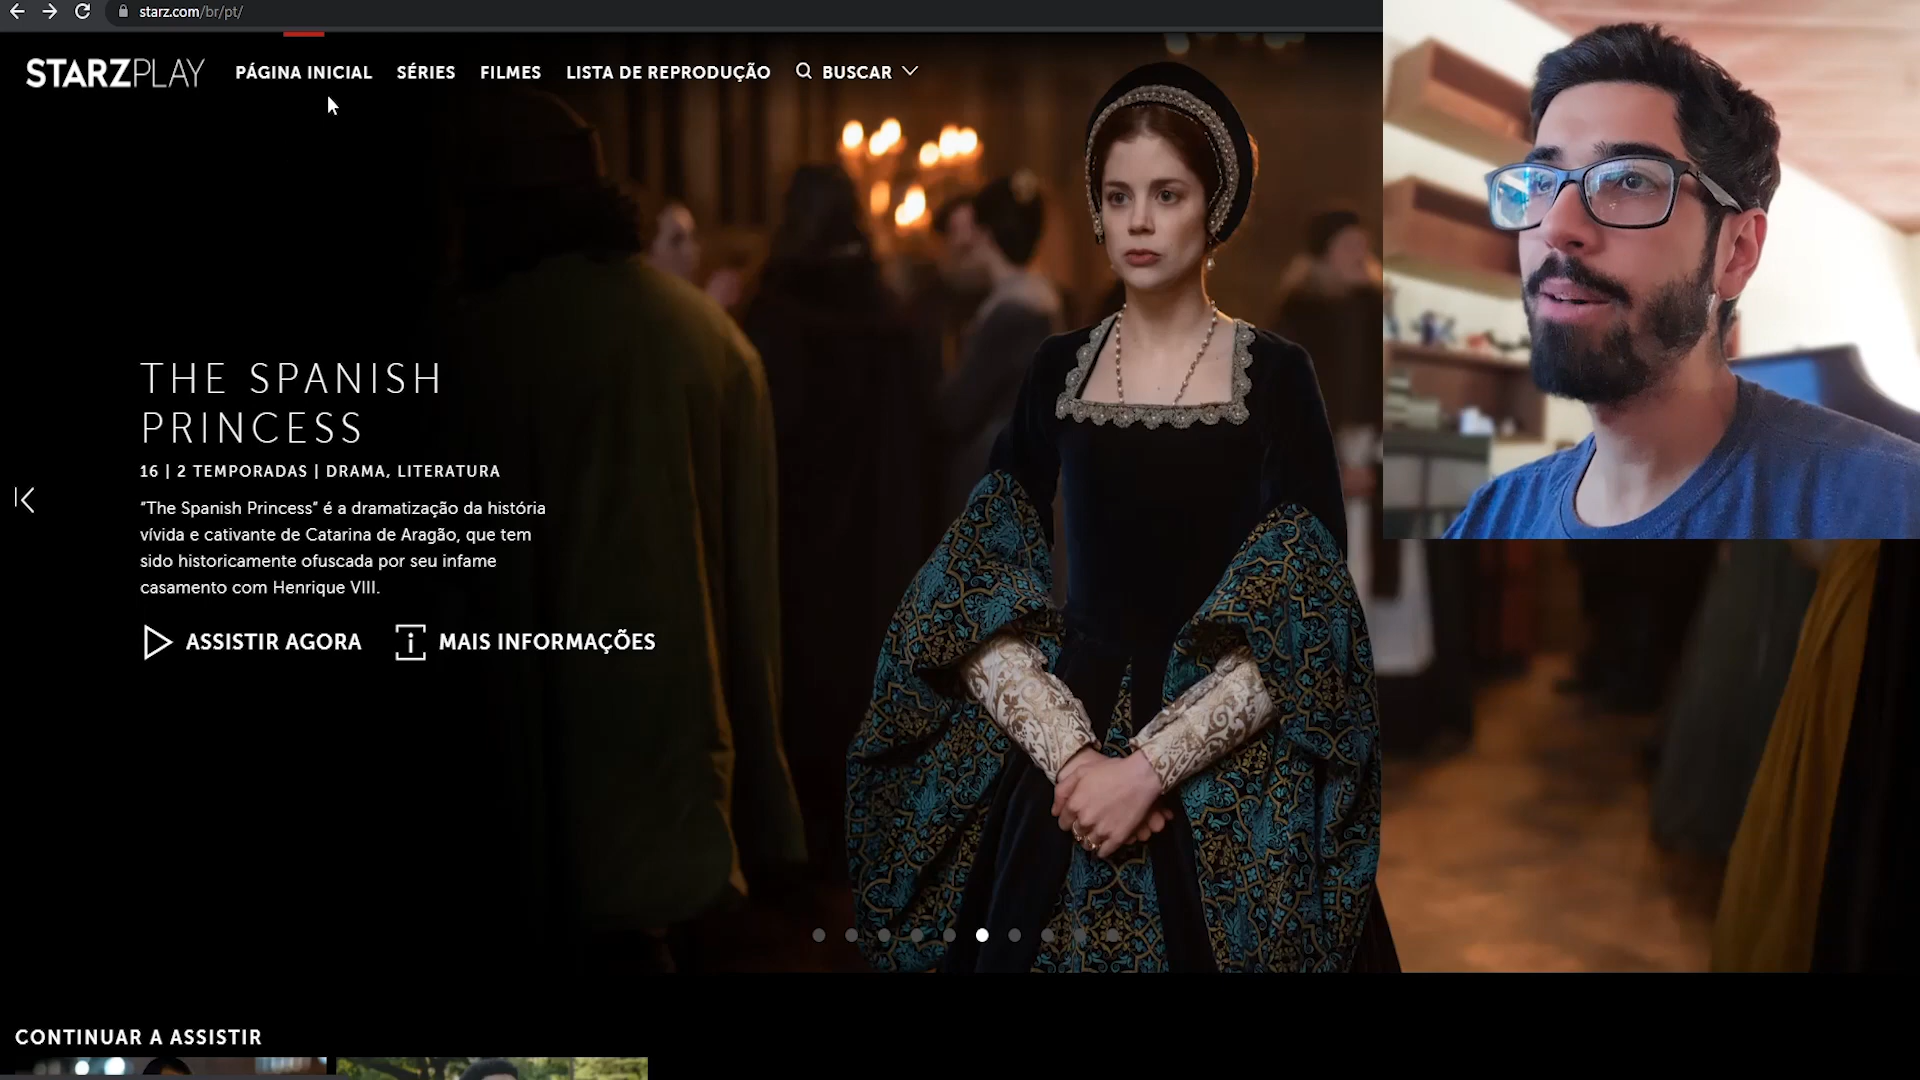 starz.com/br/pt/
STARZPLAY PÁGINA INICIAL SÉRIES FILMES LISTA DE REPRODUÇÃO BUSCAR
THE SPANISH
PRINCESS
16 | 2 TEMPORADAS | DRAMA, LITERATURA
“The Spanish Princess” é a dramatização da história
vívida e cativante de Catarina de Aragão, que tem
sido historicamente ofuscada por seu infame
casamento com Henrique VIII.
ASSISTIR AGORA MAIS INFORMAÇÕES
CONTINUAR A ASSISTIR